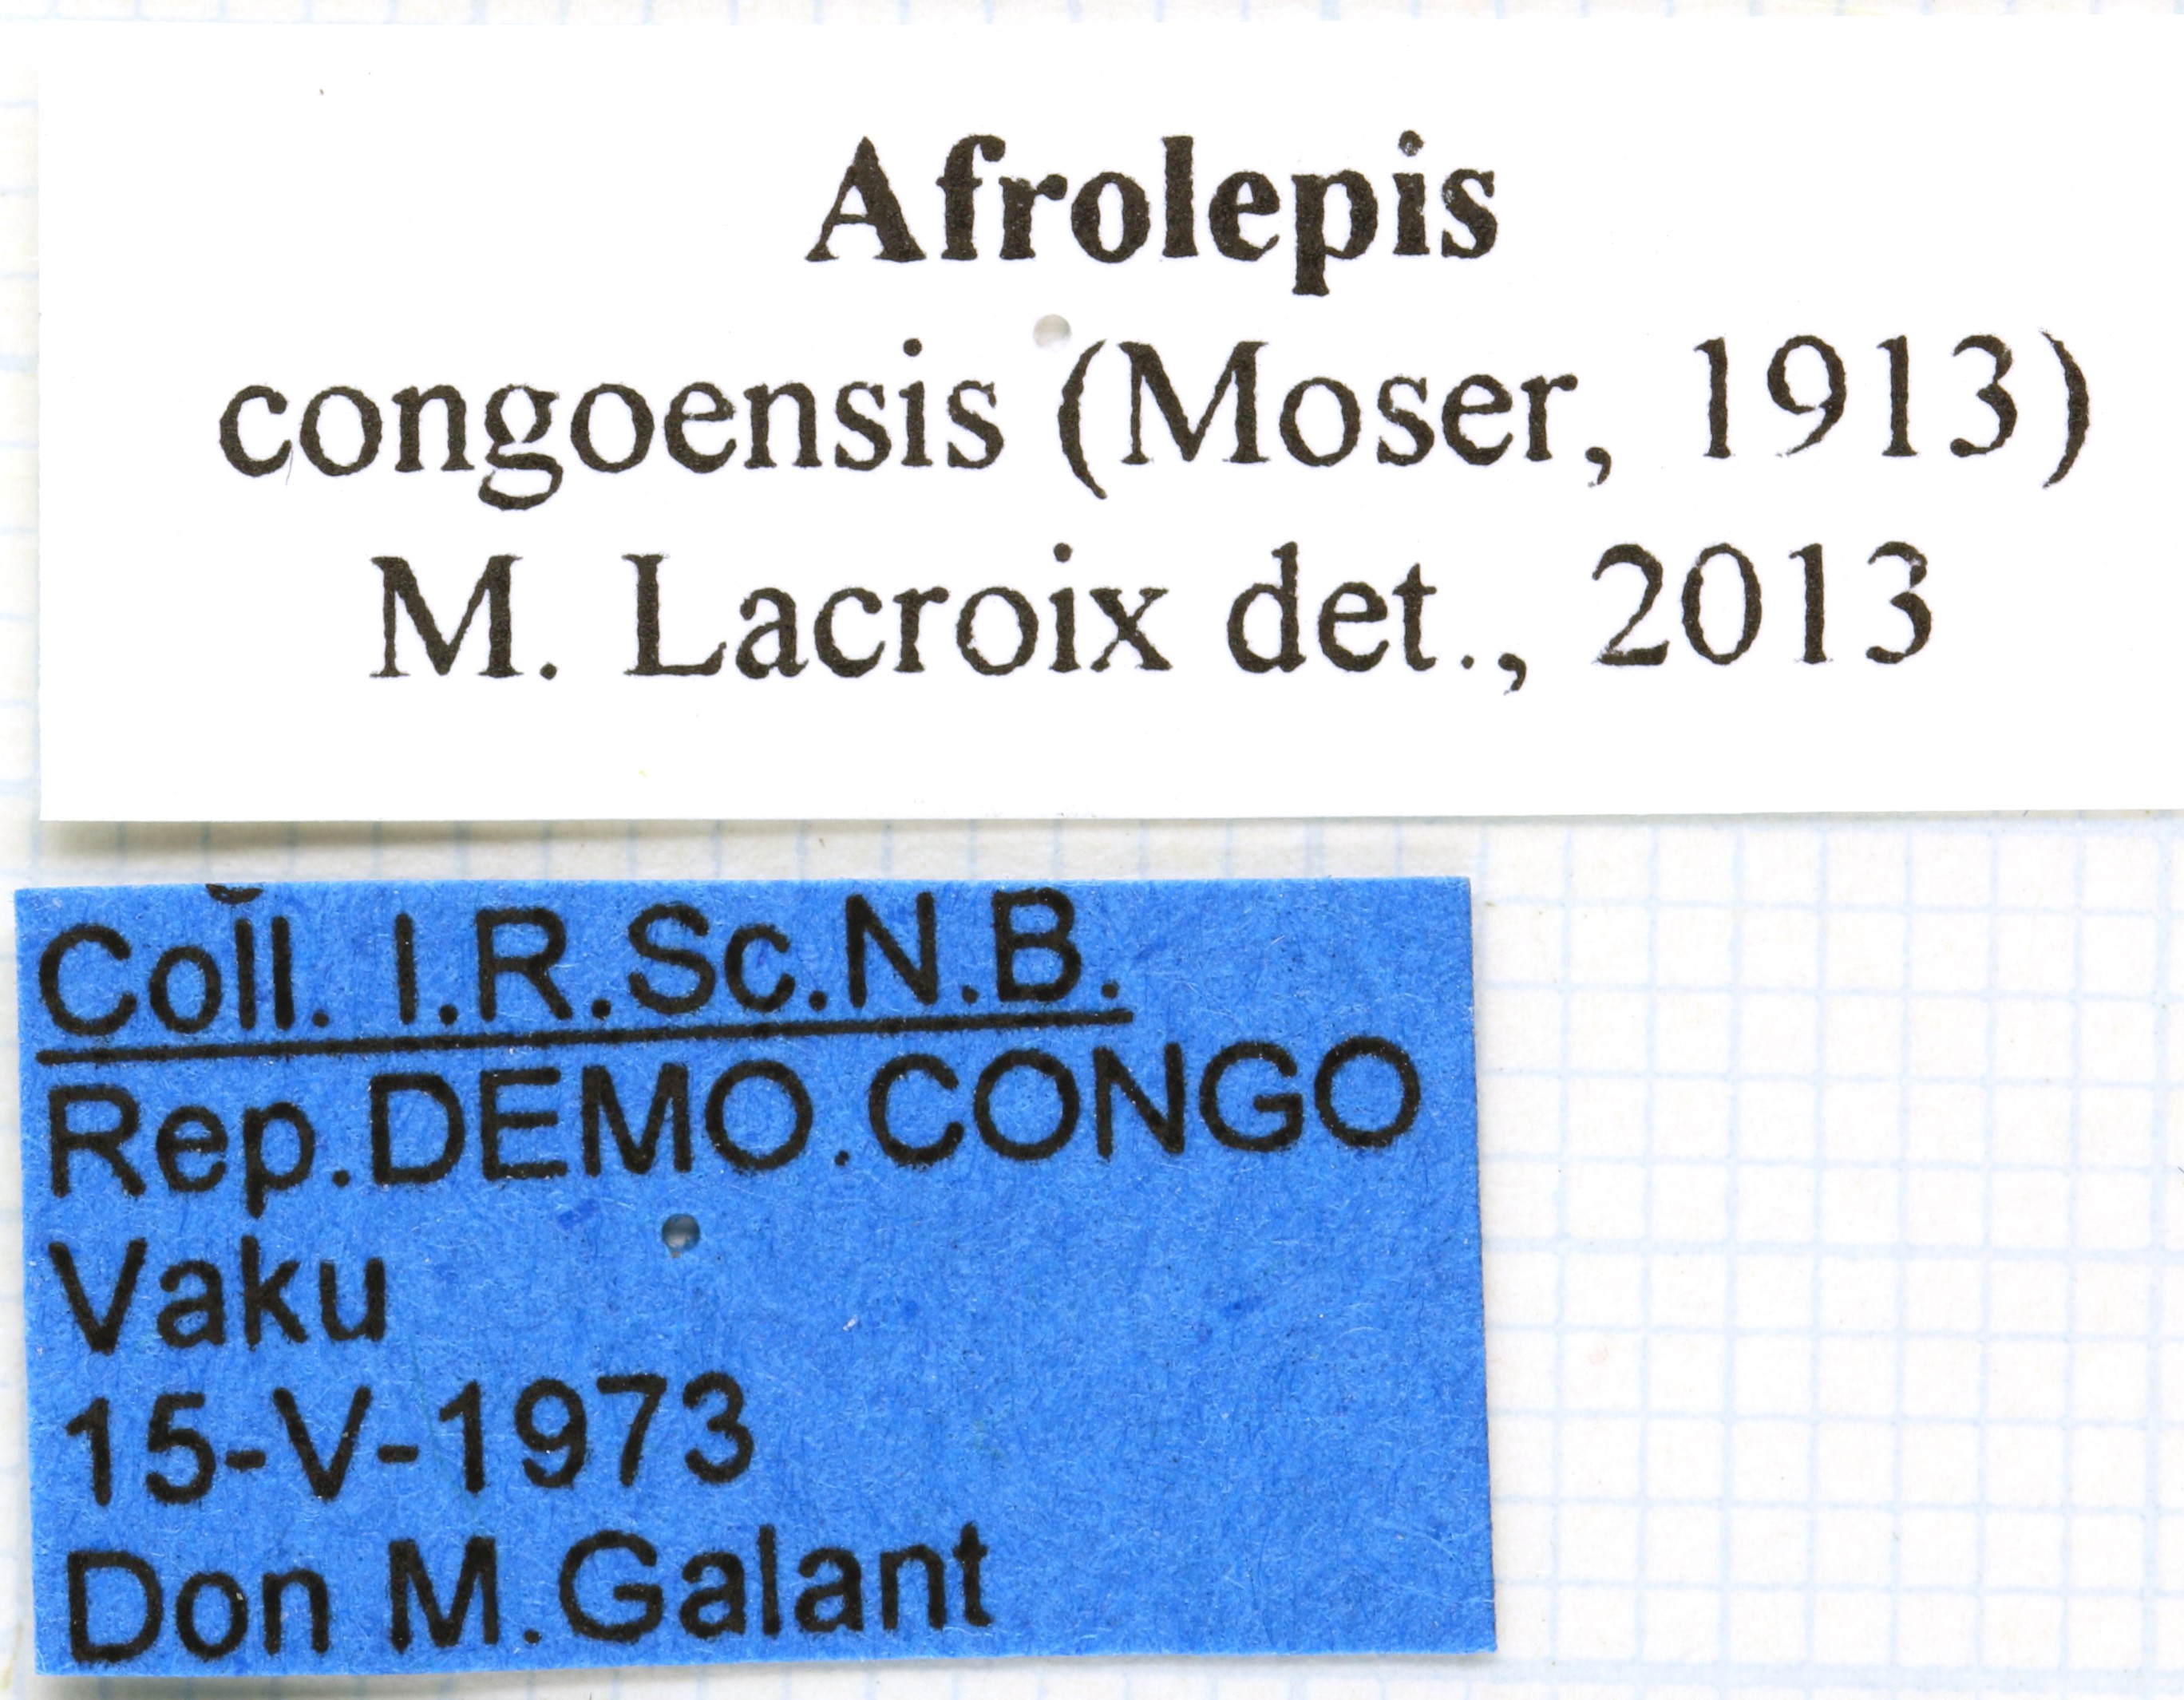 Afrolepis
congoensis (Moser, 1913)
M. Lacroix det., 2013
Coll. I.R.Sc.N.B.
Rep.DEMO.CONGO
Vaku
15-V-1973
Don M.Galant